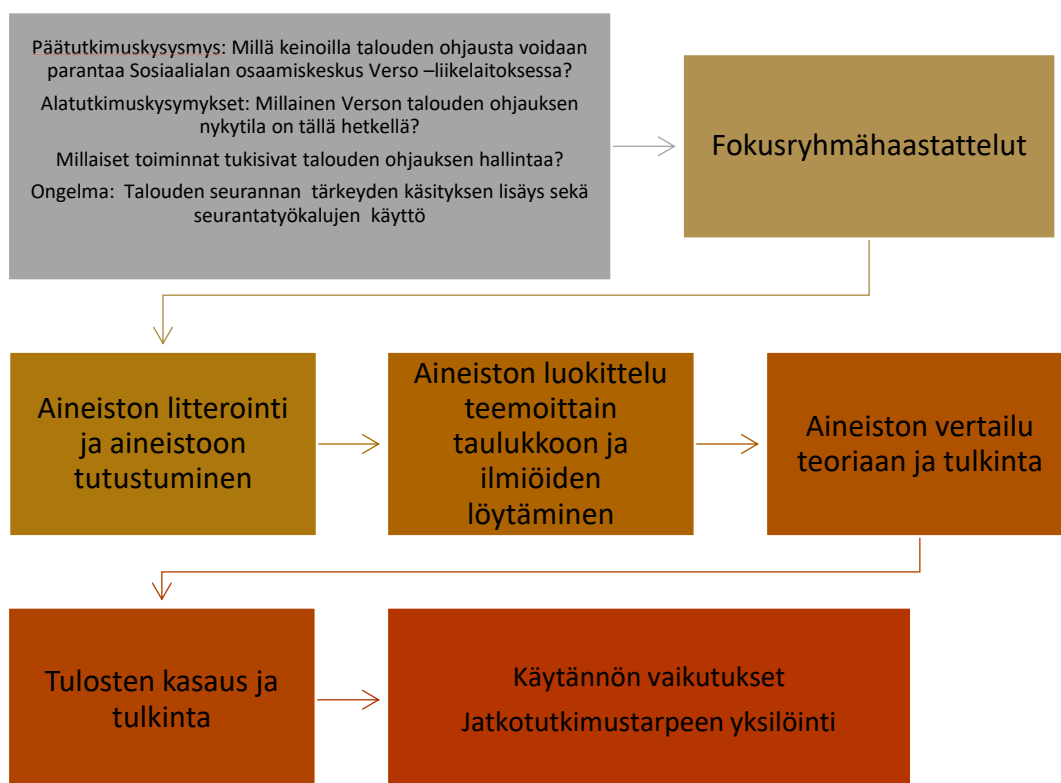 Päätutkimuskysysmys: Millä keinoilla talouden ohjausta voidaan
parantaa Sosiaalialan osaamiskeskus Verso –liikelaitoksessa?
Alatutkimuskysymykset: Millainen Verson talouden ohjauksen
nykytila on tällä hetkellä?
Millaiset toiminnat tukisivat talouden ohjauksen hallintaa?
Ongelma: Talouden seurannan tärkeyden käsityksen lisäys sekä
seurantatyökalujen käyttö
Fokusryhmähaastattelut
Aineiston litterointi
ja aineistoon
tutustuminen
Aineiston luokittelu
teemoittain
taulukkoon ja
ilmiöiden
löytäminen
Aineiston vertailu
teoriaan ja tulkinta
Tulosten kasaus ja
tulkinta
Käytännön vaikutukset
Jatkotutkimustarpeen yksilöinti